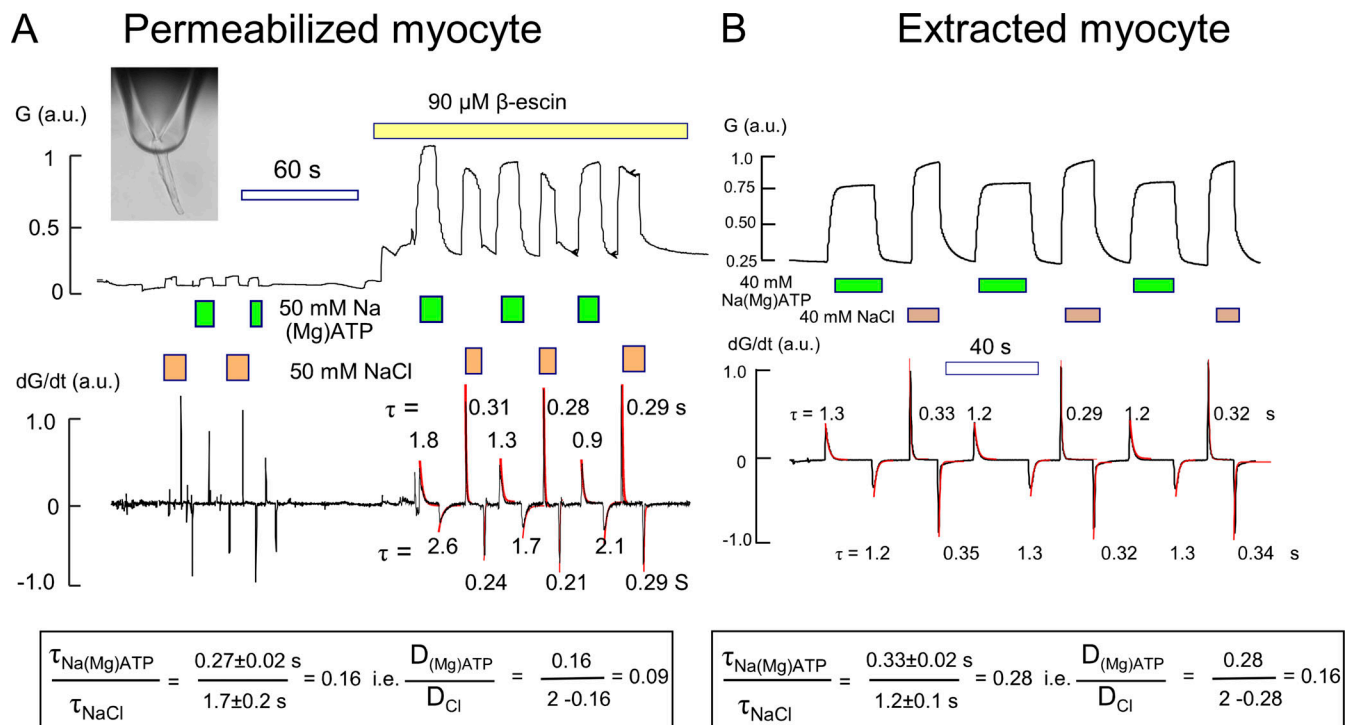 A Permeabilized myocyte
G (a.u.)
90 µM β-escin
1
60 s
0.5
0
50 mM Na
(Mg)ATP
50 mM NaCl
dG/dt (a.u.)
1.0
0
-1.0
τ = 0.31 0.28 0.29 s
1.8 1.3 0.9
τ = 2.6 1.7 2.1
0.24 0.21 0.29 S
τNa(Mg)ATP
τNaCl
=
0.27±0.02 s
1.7±0.2 s
= 0.16 i.e.
D(Mg)ATP
DCl
=
0.16
2 -0.16
= 0.09
B Extracted myocyte
G (a.u.)
1.0
0.75
0.50
0.25
40 mM
Na(Mg)ATP
40 mM NaCl
dG/dt (a.u.)
40 s
1.0
0
-1.0
τ = 1.3 0.33 1.2 0.29 1.2 0.32 s
τ = 1.2 0.35 1.3 0.32 1.3 0.34 s
τNa(Mg)ATP
τNaCl
=
0.33±0.02 s
1.2±0.1 s
= 0.28 i.e.
D(Mg)ATP
DCl
=
0.28
2 -0.28
= 0.16